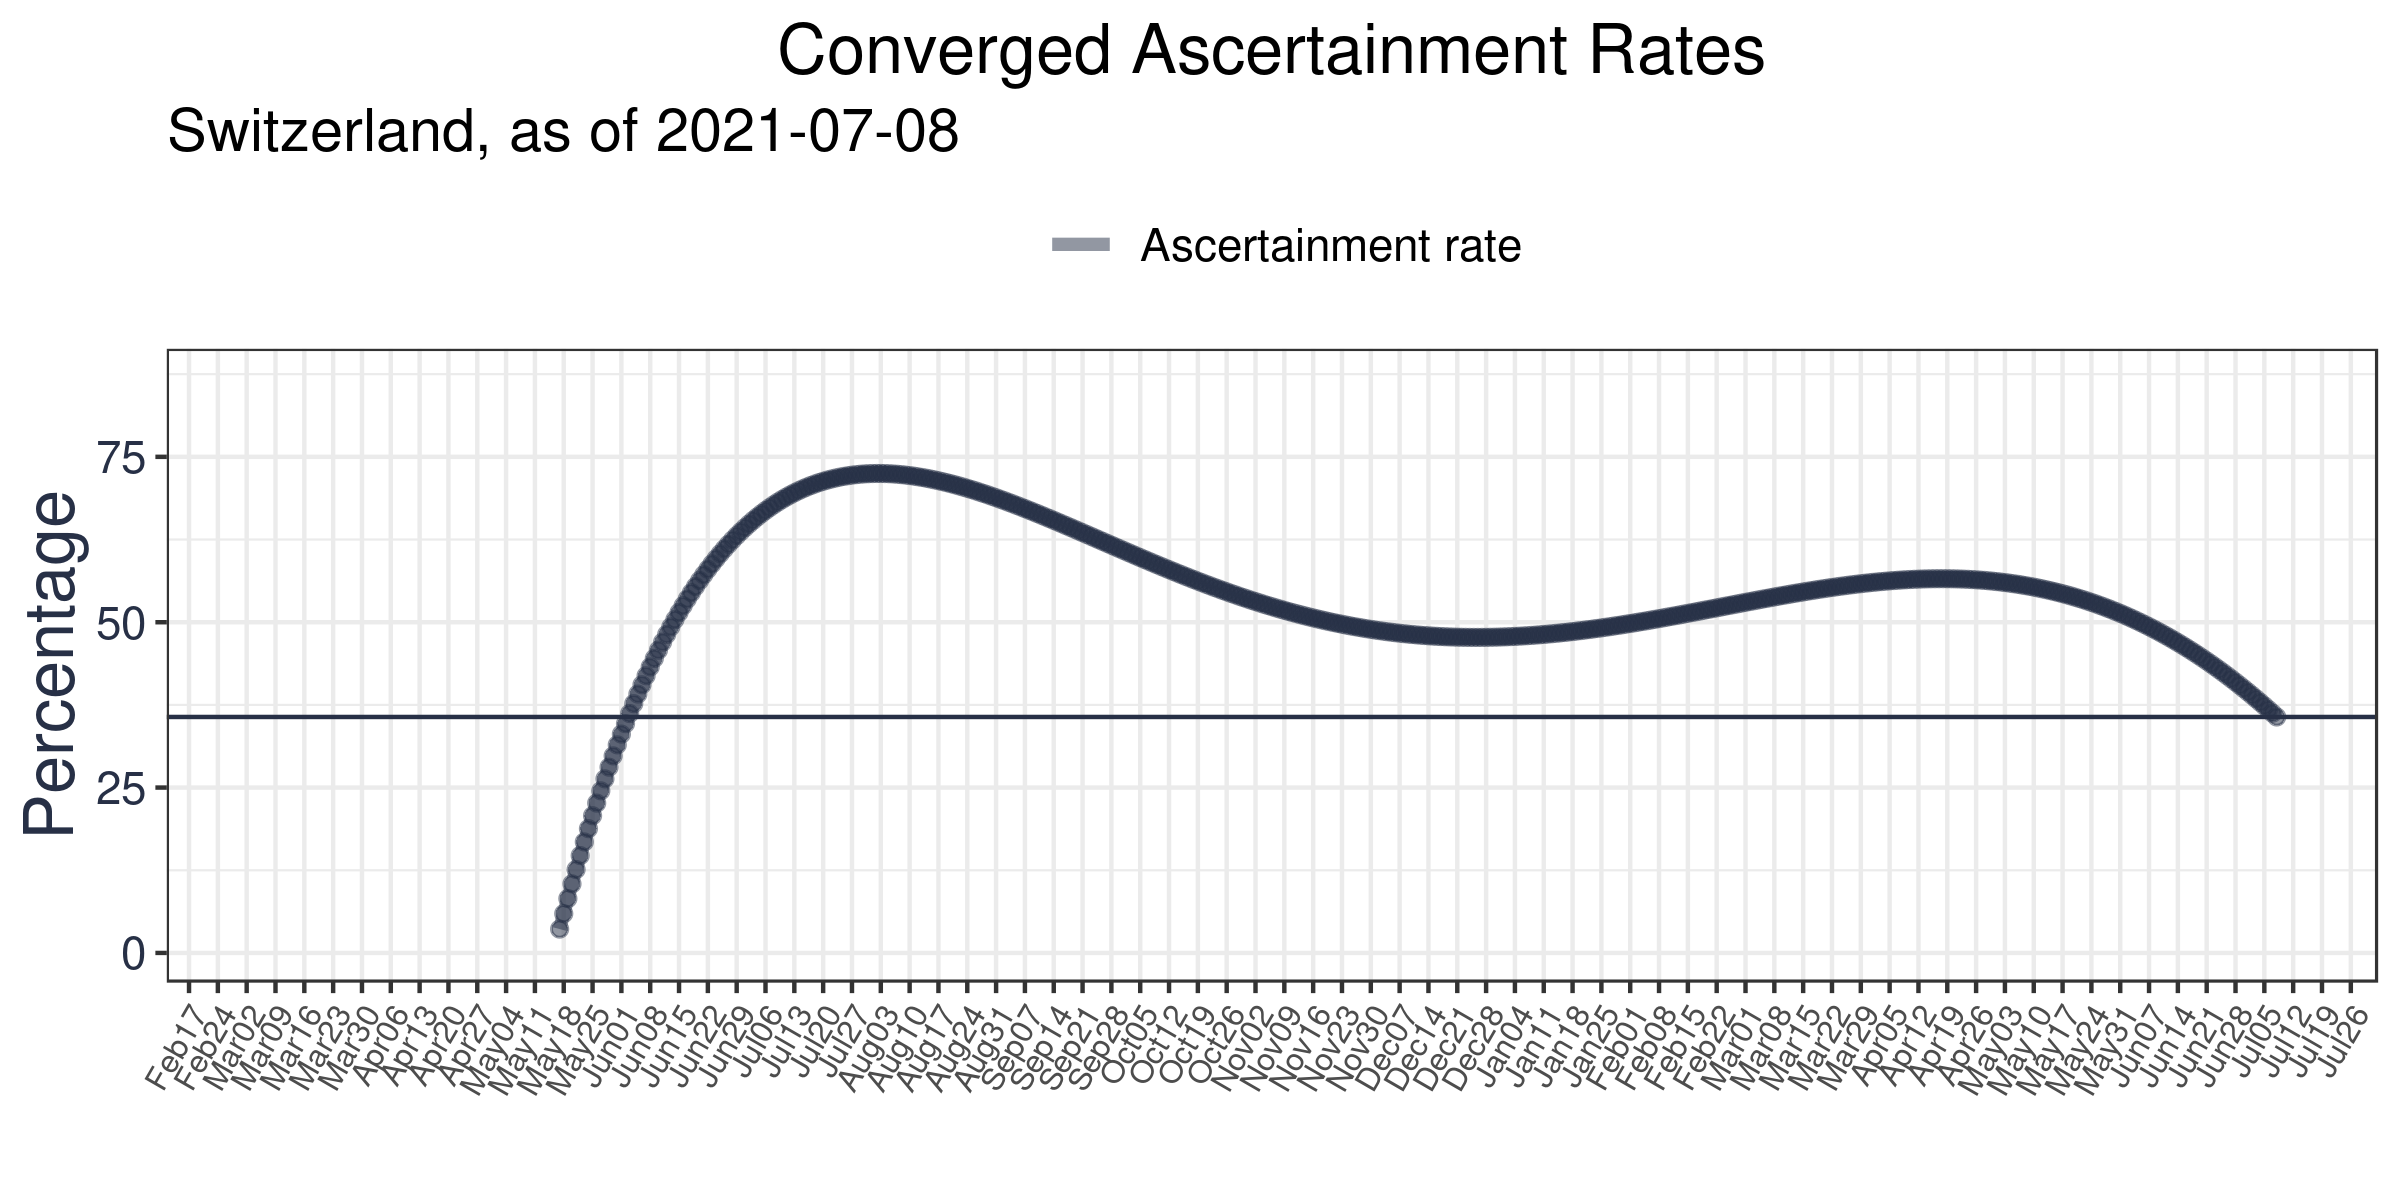 Converged Ascertainment Rates
Switzerland, as of 2021-07-08
Ascertainment rate
Percentage
75
50
25
0
Feb17 Feb24 Mar02 Mar09 Mar16 Mar23 Mar30 Apr06 Apr13 Apr20 Apr27 May04 May11 May18 May25 Jun01 Jun08 Jun15 Jun22 Jun29 Jul06 Jul13 Jul20 Jul27 Aug03 Aug10 Aug17 Aug24 Aug31 Sep07 Sep14 Sep21 Sep28 Oct05 Oct12 Oct19 Oct26 Nov02 Nov09 Nov16 Nov23 Nov30 Dec07 Dec14 Dec21 Dec28 Jan04 Jan11 Jan18 Jan25 Feb01 Feb08 Feb15 Feb22 Mar01 Mar08 Mar15 Mar22 Mar29 Apr05 Apr12 Apr19 Apr26 May03 May10 May17 May24 May31 Jun07 Jun14 Jun21 Jun28 Jul05 Jul12 Jul19 Jul26